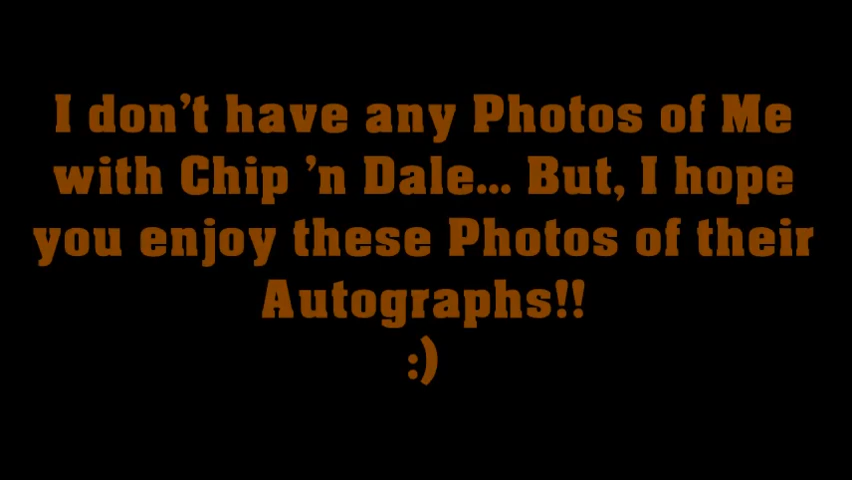 I don't have any Photos of Me
with Chip 'n Dale... But, I hope
you enjoy these Photos of their
Autographs!!
:)